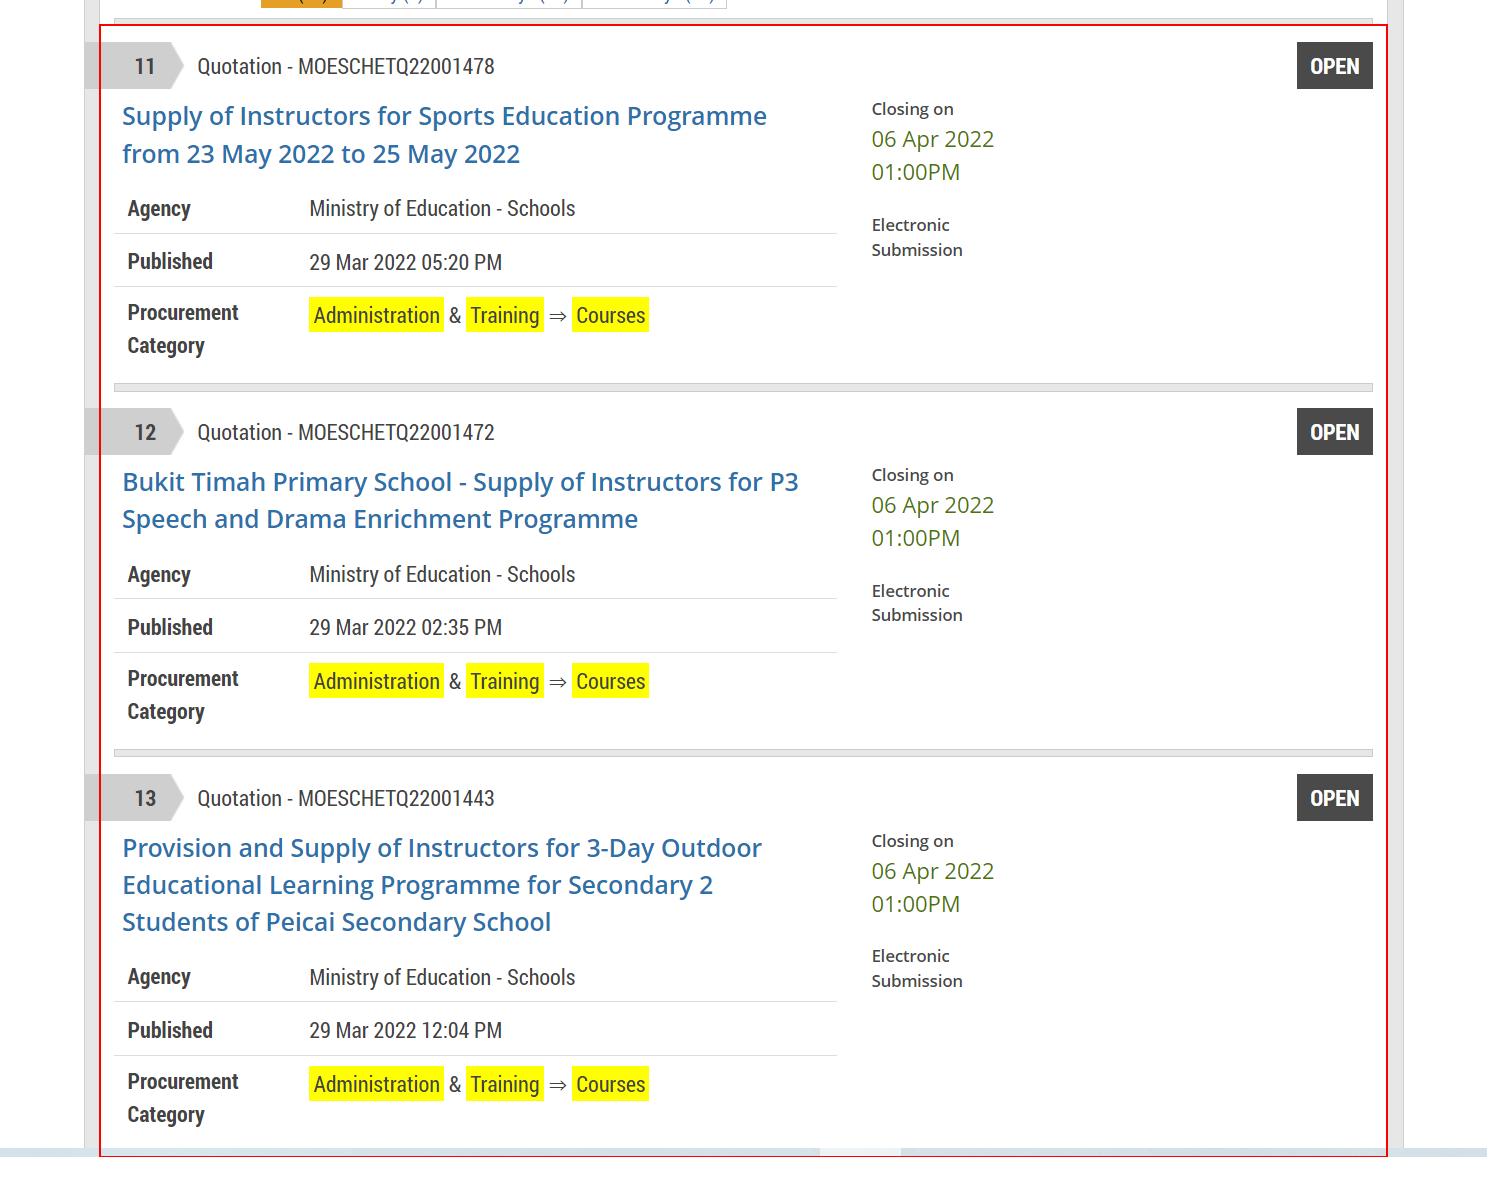 11
Quotation - MOESCHETQ22001478
OPEN
Supply of Instructors for Sports Education Programme
from 23 May 2022 to 25 May 2022
Closing on
06 Apr 2022
01:00PM
Electronic
Submission
Agency
Ministry of Education - Schools
Published
29 Mar 2022 05:20 PM
Procurement
Category
Administration & Training ⇒ Courses
12
Quotation - MOESCHETQ22001472
OPEN
Bukit Timah Primary School - Supply of Instructors for P3
Speech and Drama Enrichment Programme
Closing on
06 Apr 2022
01:00PM
Electronic
Submission
Agency
Ministry of Education - Schools
Published
29 Mar 2022 02:35 PM
Procurement
Category
Administration & Training ⇒ Courses
13
Quotation - MOESCHETQ22001443
OPEN
Provision and Supply of Instructors for 3-Day Outdoor
Educational Learning Programme for Secondary 2
Students of Peicai Secondary School
Closing on
06 Apr 2022
01:00PM
Electronic
Submission
Agency
Ministry of Education - Schools
Published
29 Mar 2022 12:04 PM
Procurement
Category
Administration & Training ⇒ Courses